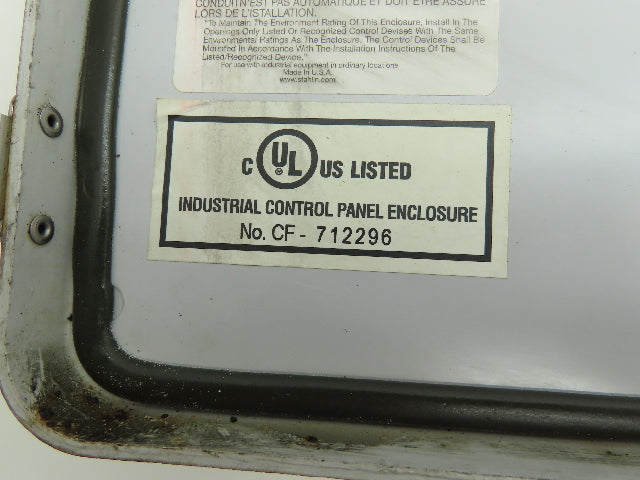 CONDUIT N'EST PAS AUTOMATIQUE ET DOIT ETRE ASSURE
LORS DE L'ISTALLATION.
"To Maintain The Environment Rating Of This Enclosure, Install In The
Openings Only Listed Or Recognized Control Devises With The Same
Environmental Ratings As The Enclosure. The Control Devices Shall Be
Mounted In Accordance With The Installation Instructions Of The
Listed/Recognized Device."
For use with industrial equipment in ordinary locations
Made In U.S.A.
www.stahlin.com
C UL ® US LISTED
INDUSTRIAL CONTROL PANEL ENCLOSURE
No. CF - 712296